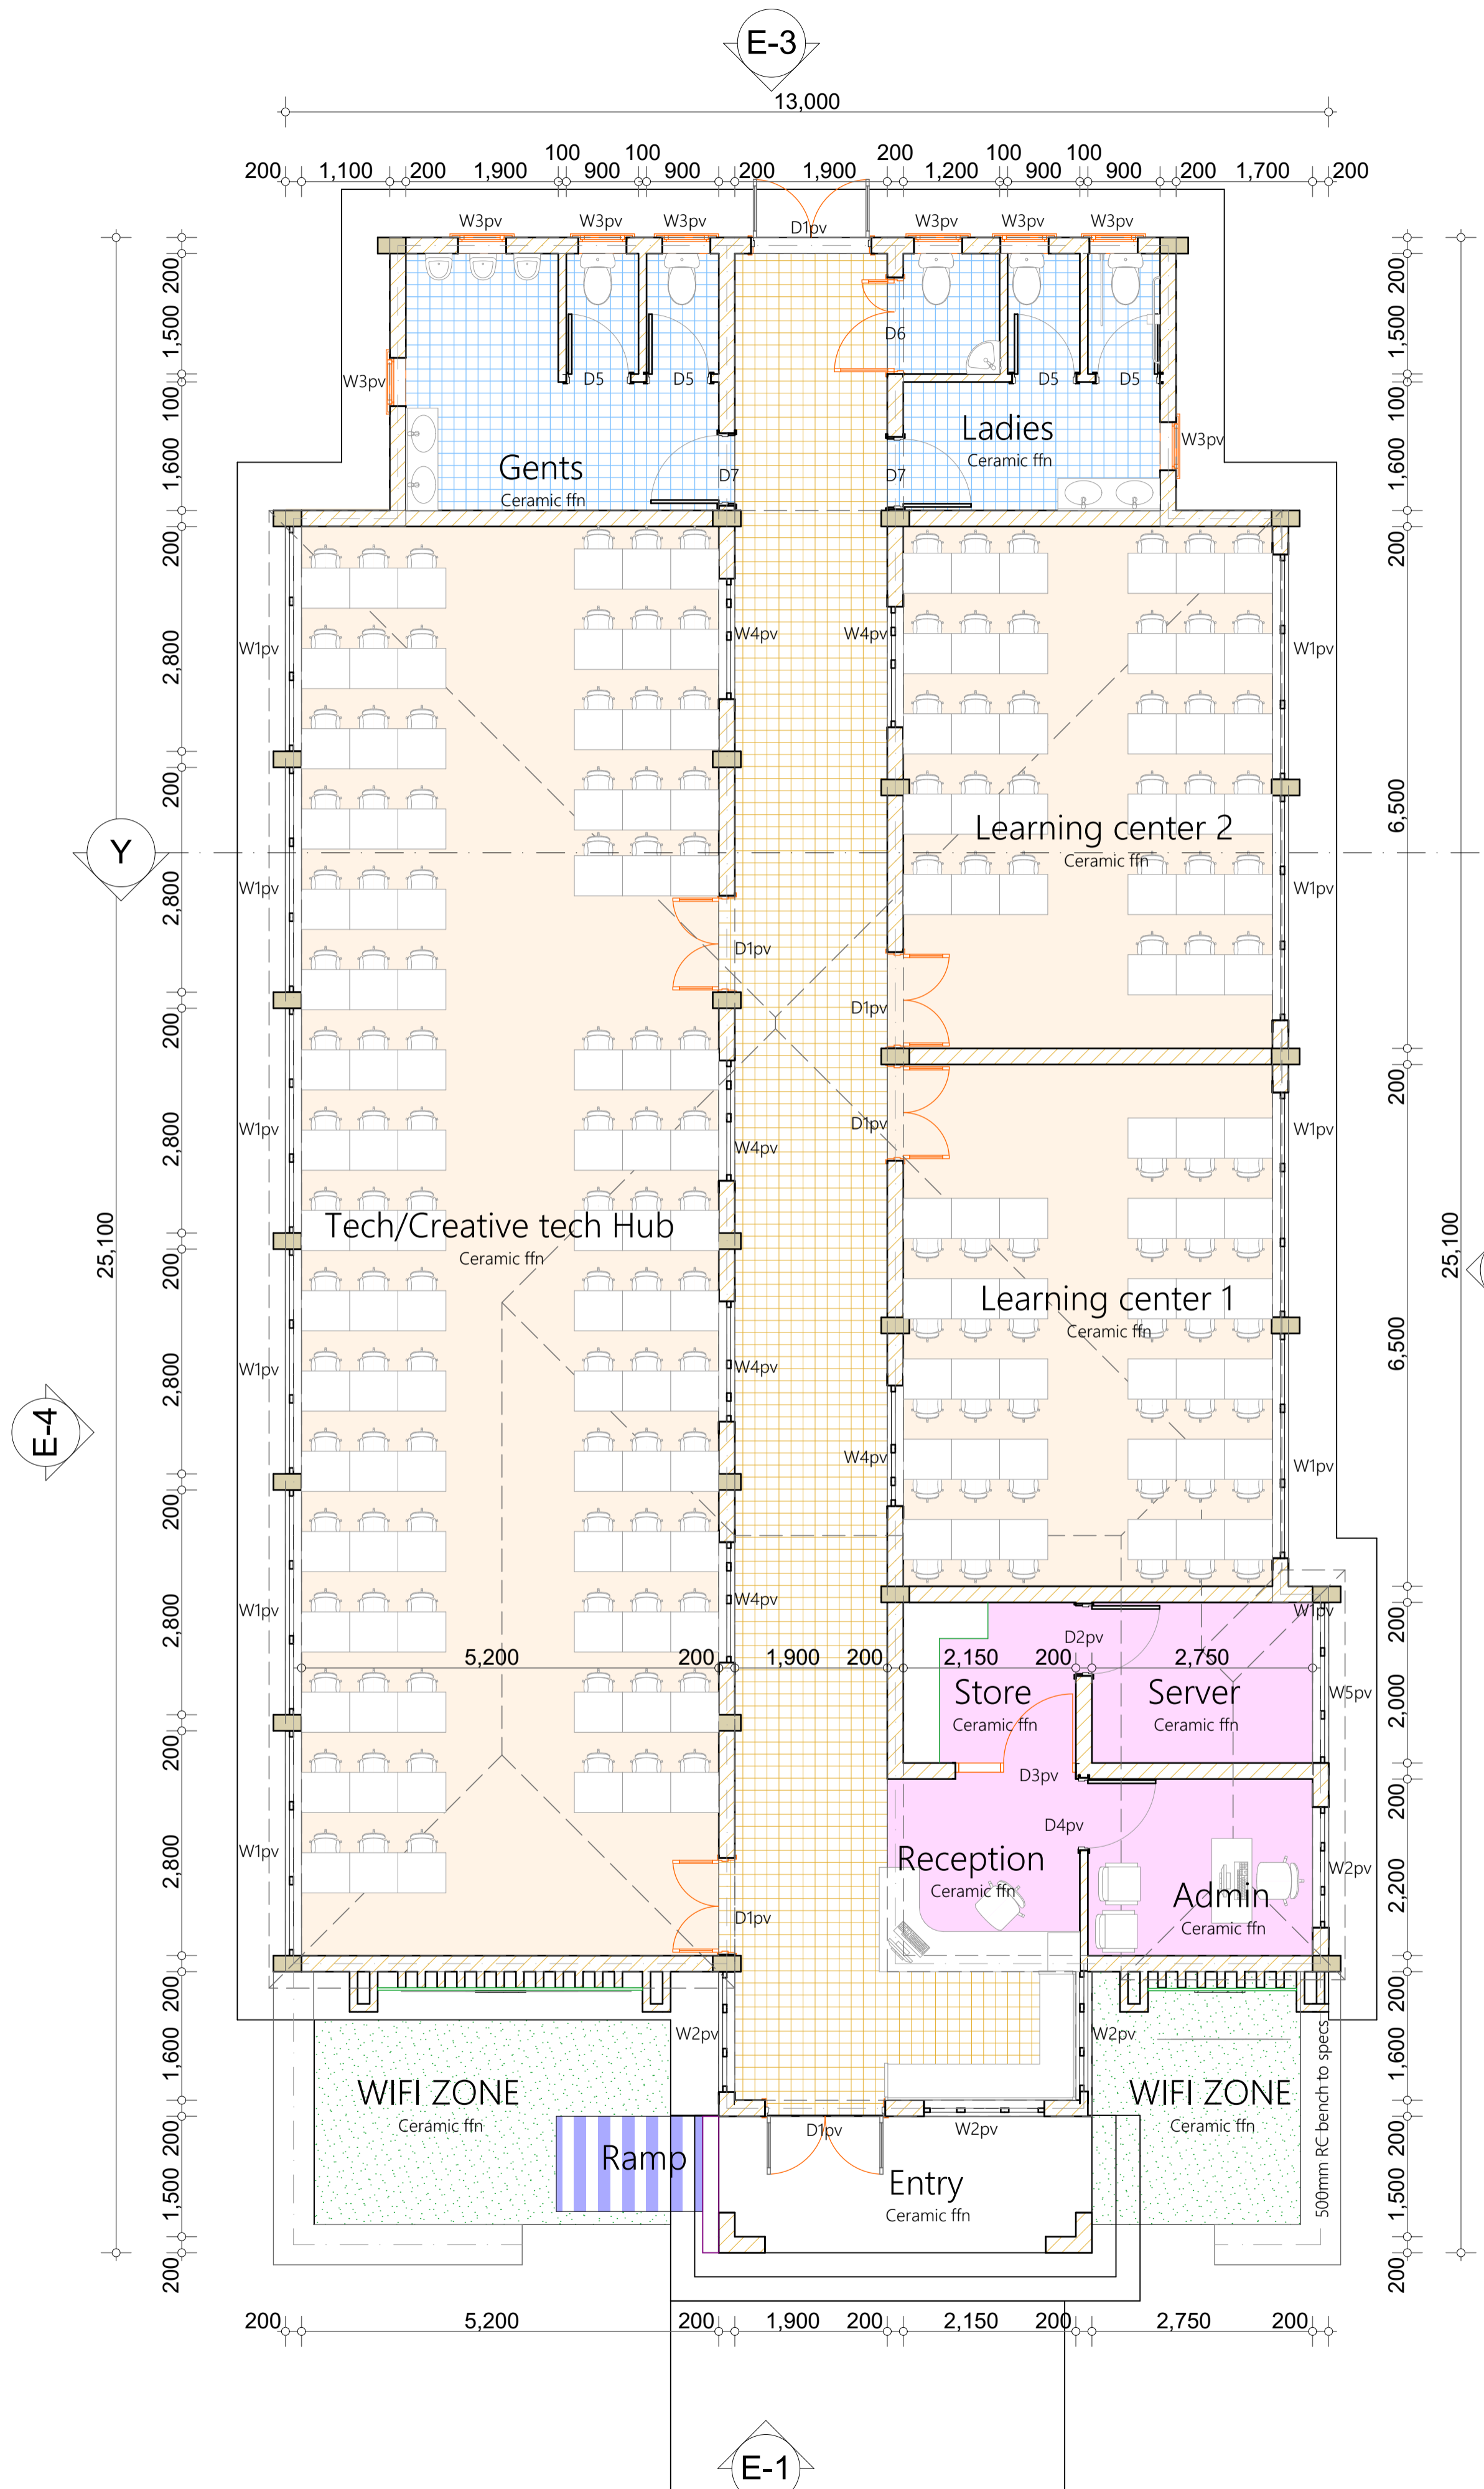 E-3
13,000
100 100 200 100 100
200 1,100 200 1,900 900 900 200 1,900 1,200 900 900 200 1,700 200
W3pv W3pv W3pv D1pv W3pv W3pv W3pv
200 200
1,500 1,500
D6
W3pv D5 D5 D5 D5
100 100
Ladies
Ceramic ffn
W3pv
Gents
Ceramic ffn
D7 D7
1,600 1,600
200 200
W1pv W4pv W4pv W1pv
2,800
200
6,500
Learning center 2
Ceramic ffn
Y
W1pv W1pv
2,800
D1pv
D1pv
200
200
W1pv D1pv W1pv
2,800
W4pv
25,100 25,100
Tech/Creative tech Hub
Ceramic ffn
200
Learning center 1
Ceramic ffn
6,500
W1pv W4pv
2,800
E-4
W4pv W1pv
200
W1pv W4pv W1pv
2,800 200
D2pv
5,200 200 1,900 200 2,150 200 2,750
Store
Ceramic ffn
Server
Ceramic ffn
W5pv
2,000
200
D3pv
200
D4pv
W1pv
2,800
Reception
Ceramic ffn
W2pv
2,200
Admin
Ceramic ffn
D1pv
200 200
W2pv W2pv
1,600 1,600
WIFI ZONE
Ceramic ffn
WIFI ZONE
Ceramic ffn
500mm RC bench to specs
200 D1pv W2pv 200
Ramp
Entry
Ceramic ffn
1,500 1,500
200 200
200 5,200 200 1,900 200 2,150 200 2,750 200
E-1